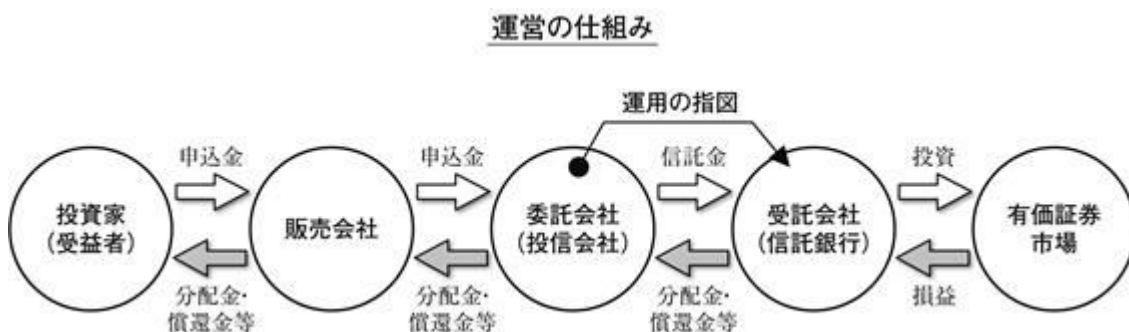 運営の仕組み
運用の指図
申込金
申込金
信託金
投資
投資家
(受益者)
販売会社
委託会社
(投信会社)
受託会社
(信託銀行)
有価証券
市場
分配金・
償還金等
分配金・
償還金等
分配金・
償還金等
損益